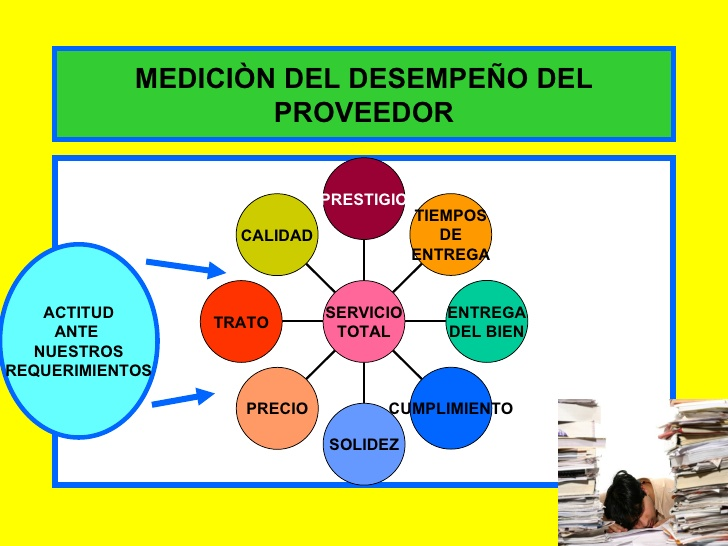 MEDICIÒN DEL DESEMPEÑO DEL
PROVEEDOR
PRESTIGIO
TIEMPOS
DE
ENTREGA
CALIDAD
ENTREGA
DEL BIEN
SERVICIO
TOTAL
TRATO
ACTITUD
ANTE
NUESTROS
REQUERIMIENTOS
PRECIO
CUMPLIMIENTO
SOLIDEZ